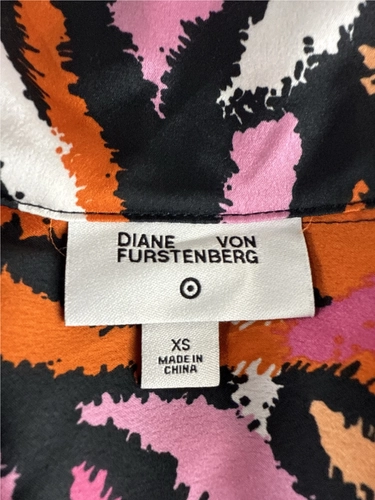 DIANE VON
FURSTENBERG
XS
MADE IN
CHINA